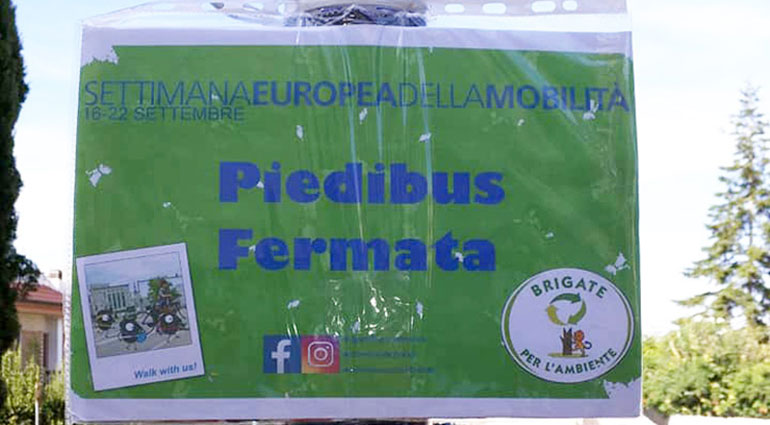 SETTIMANAEUROPEADELLAMOBILITÀ
16-22 SETTEMBRE
Piedibus
Fermata
Walk with us!
BRIGATE
PER L'AMBIENTE